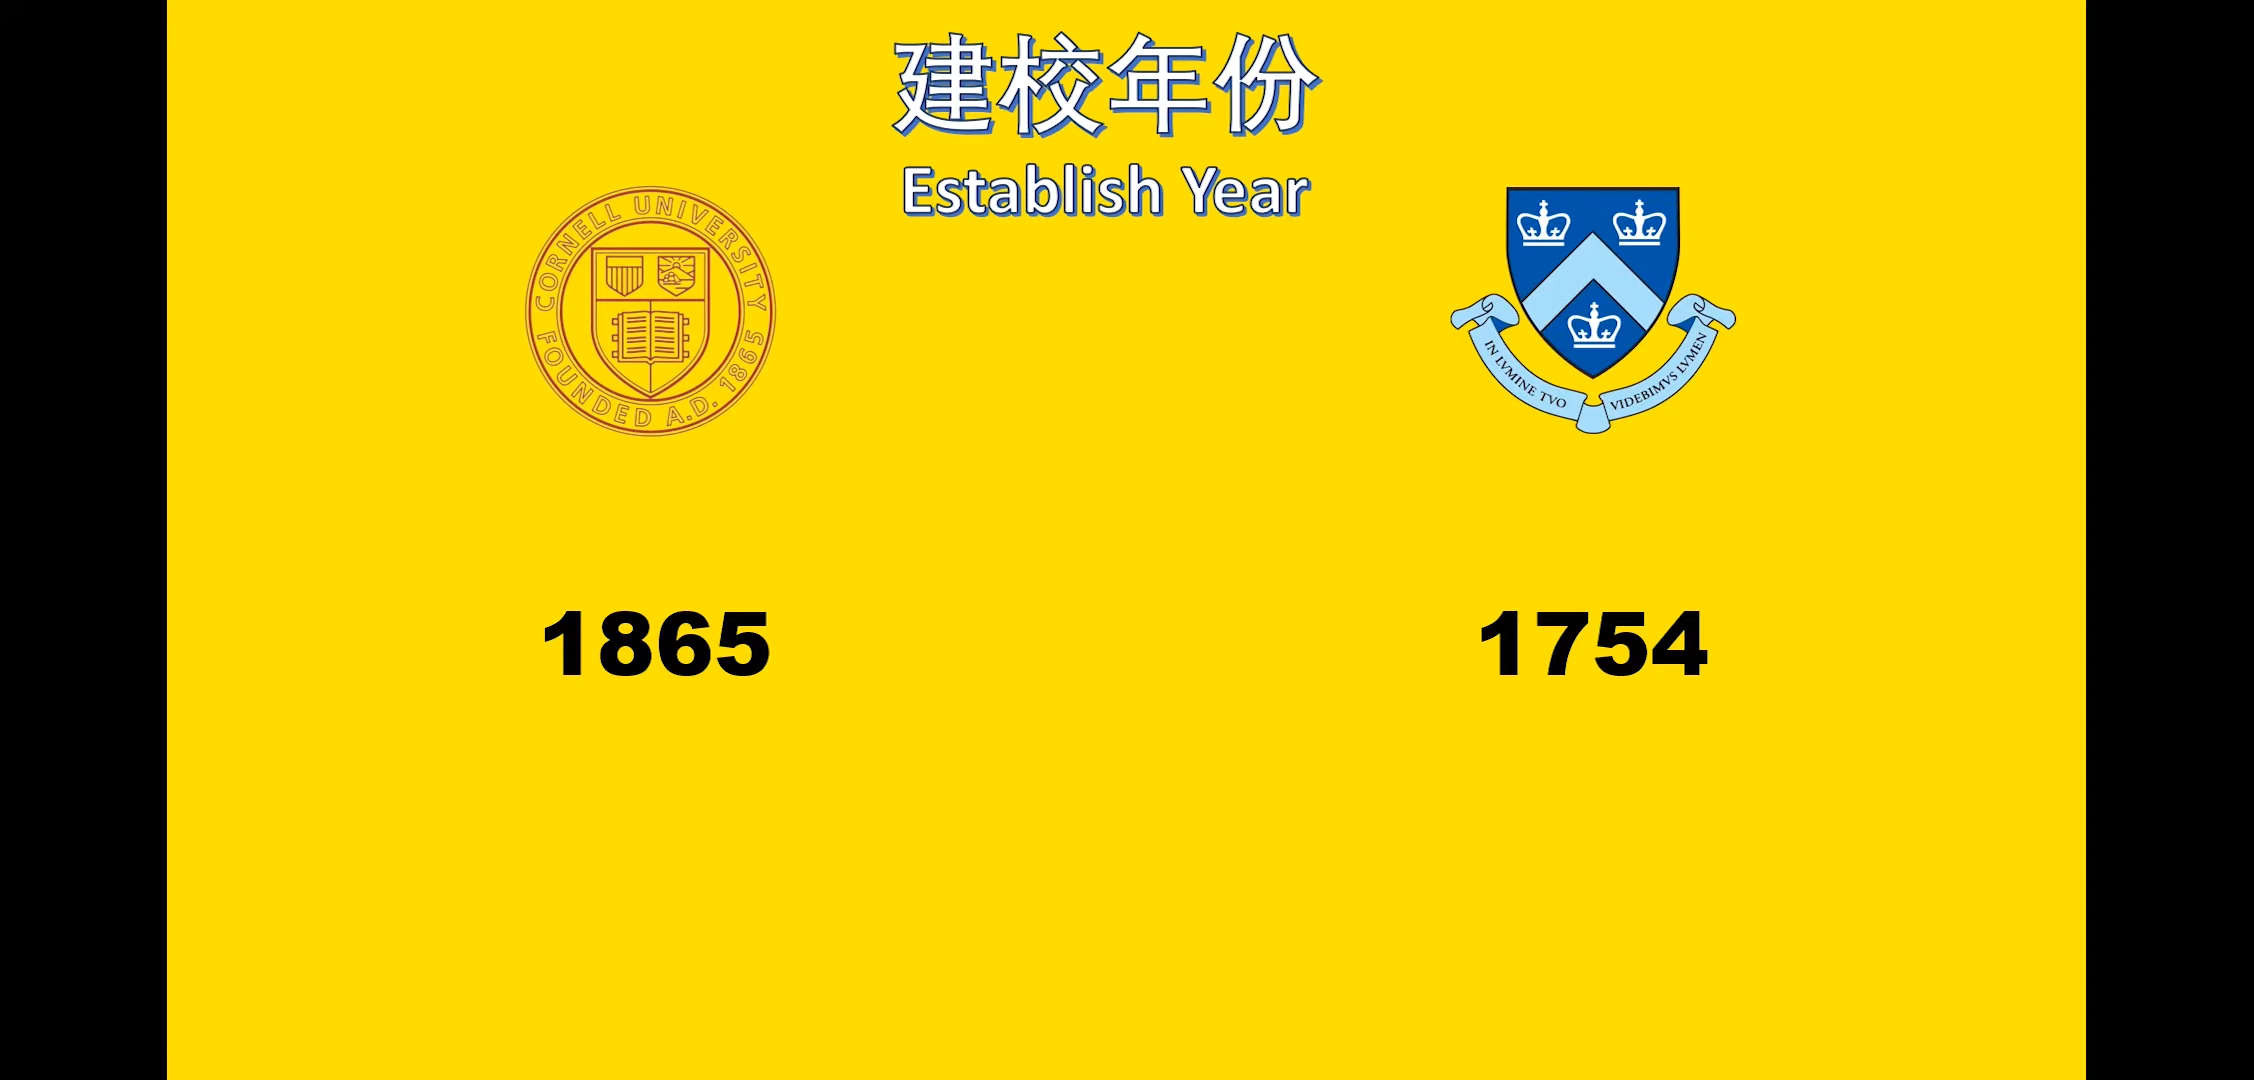 建校年份
Establish Year
CORNELL UNIVERSITY
FOUNDED A.D. 1865
IN LVMINE TVO VIDEBIMVS LVMEN
1865
1754